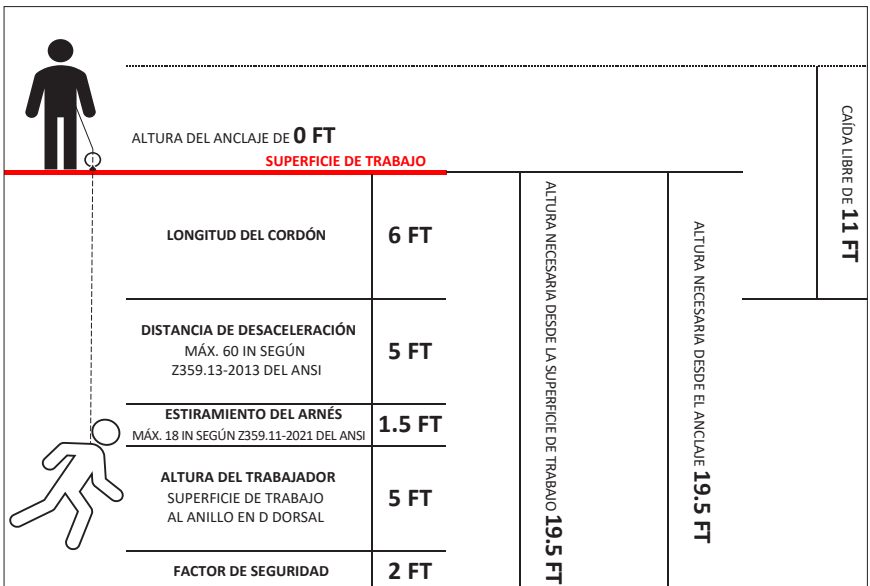 ALTURA DEL ANCLAJE DE 0 FT
SUPERFICIE DE TRABAJO
LONGITUD DEL CORDÓN
6 FT
DISTANCIA DE DESACELERACIÓN
MÁX. 60 IN SEGÚN
Z359.13-2013 DEL ANSI
5 FT
ESTIRAMIENTO DEL ARNÉS
MÁX. 18 IN SEGÚN Z359.11-2021 DEL ANSI
1.5 FT
ALTURA DEL TRABAJADOR
SUPERFICIE DE TRABAJO
AL ANILLO EN D DORSAL
5 FT
FACTOR DE SEGURIDAD
2 FT
ALTURA NECESARIA DESDE LA SUPERFICIE DE TRABAJO 19.5 FT
ALTURA NECESARIA DESDE EL ANCLAJE 19.5 FT
CAÍDA LIBRE DE 11 FT